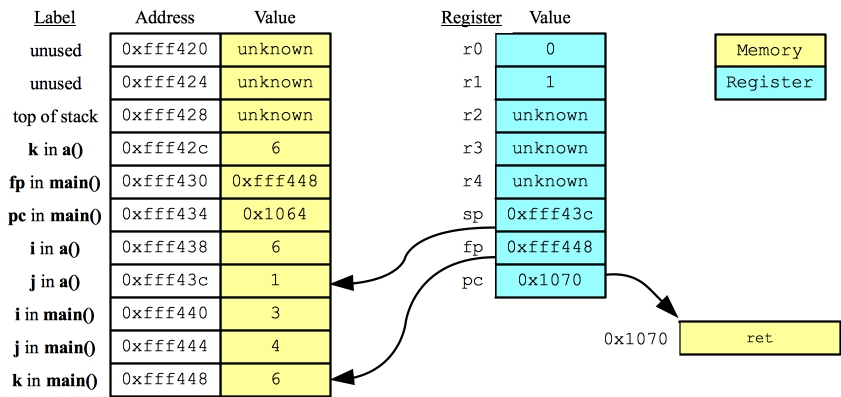 Label Address Value Register Value
unused 0xfff420 unknown r0 0 Memory
unused 0xfff424 unknown r1 1 Register
top of stack 0xfff428 unknown r2 unknown
k in a() 0xfff42c 6 r3 unknown
fp in main() 0xfff430 0xfff448 r4 unknown
pc in main() 0xfff434 0x1064 sp 0xfff43c
i in a() 0xfff438 6 fp 0xfff448
j in a() 0xfff43c 1 pc 0x1070
i in main() 0xfff440 3
j in main() 0xfff444 4 0x1070 ret
k in main() 0xfff448 6